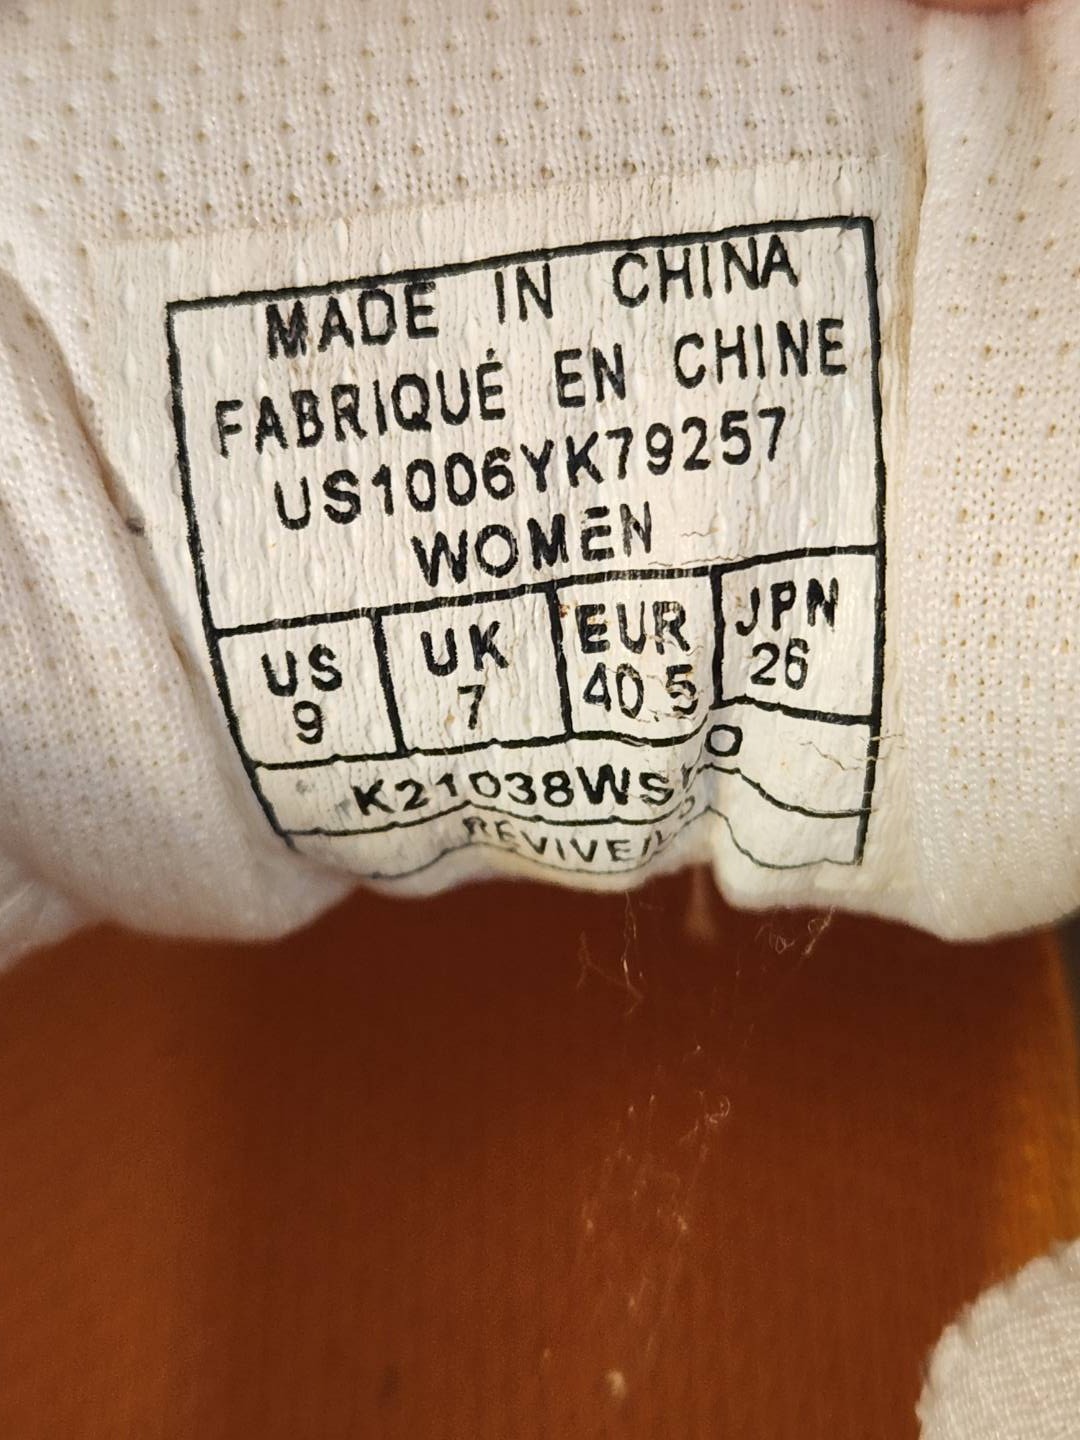 MADE IN CHINA
FABRIQUÉ EN CHINE
US1006YK79257
WOMEN
US UK EUR JPN
9 7 40.5 26